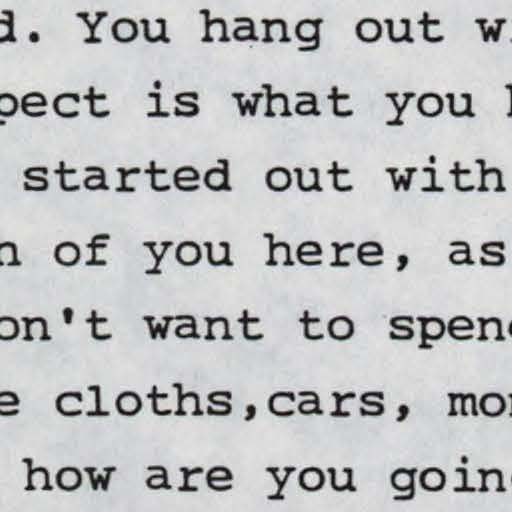 d. You hang out w
pect is what you
started out with
n of you here, as
on't want to spen
e cloths,cars, mo
how are you goin